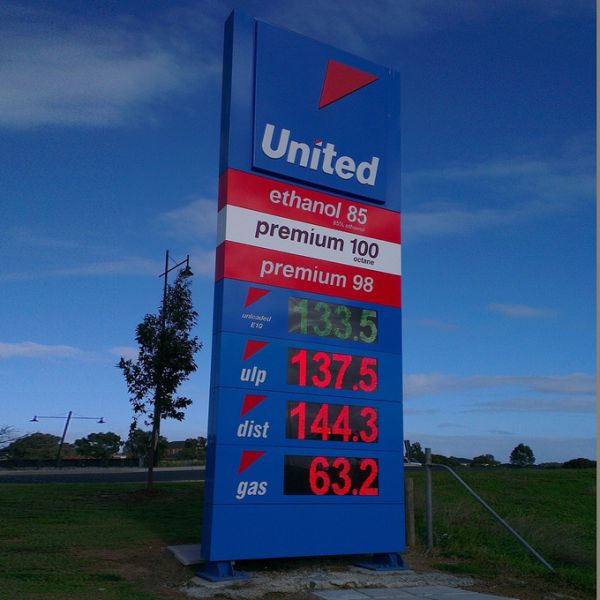 United
ethanol 85
85% ethanol
premium 100
octane
premium 98
unleaded
E10
133.5
ulp
137.5
dist
144.3
gas
63.2